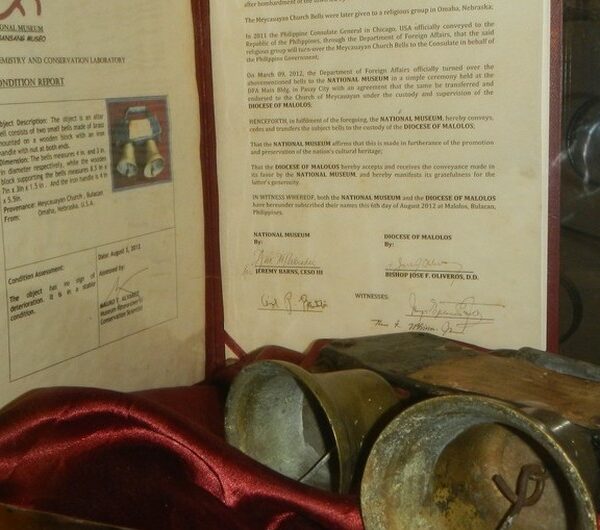 NATIONAL MUSEUM
CHEMISTRY AND CONSERVATION LABORATORY
CONDITION REPORT
Object Description: The object is an alloy
bell consists of two small bells made of brass
mounted on a wooden block with an iron
handle with nut at both ends.
Dimension: The bells measures 4 in. and 3 in.
in diameter respectively, while the wooden
block supporting the bells measures 8.5 in x
7¾ in x 3in x 1.5 in. And the iron handle is 4 in
x 5.5in.
Provenance: Meycauayan Church, Bulacan
From: Omaha, Nebraska, U.S.A.
Condition Assessment:
The object has no sign of
deterioration. It is in a stable
condition.
Date: August 3, 2012
Assessed by:
Museum Researcher
Conservation Scientist
after bombardment of the
The Meycauayan Church Bells were later given to a religious group in Omaha, Nebraska;
In 2011 the Philippine Consulate General in Chicago, USA officially conveyed to the
Republic of the Philippines, through the Department of Foreign Affairs, that the said
religious group will turn-over the Meycauayan Church Bells to the Consulate in behalf of
the Philippine Government;
On March 09, 2012, the Department of Foreign Affairs officially turned over the
abovementioned bells to the NATIONAL MUSEUM in a simple ceremony held at the
DFA Main Bldg. in Pasay City with an agreement that the same be transferred and
endorsed to the Church of Meycauayan under the custody and supervision of the
DIOCESE OF MALOLOS;
HENCEFORTH, in fulfilment of the foregoing, the NATIONAL MUSEUM, hereby conveys,
cedes and transfers the subject bells to the custody of the DIOCESE OF MALOLOS;
That the NATIONAL MUSEUM affirms that this is made in furtherance of the promotion
and preservation of the nation's cultural heritage;
That the DIOCESE OF MALOLOS hereby accepts and receives the conveyance made in
its favor by the NATIONAL MUSEUM, and hereby manifests its gratefulness for the
latter's generosity.
IN WITNESS WHEREOF, both the NATIONAL MUSEUM and the DIOCESE OF MALOLOS
have hereunder subscribed their names this 6th day of August 2012 at Malolos, Bulacan,
Philippines.
NATIONAL MUSEUM
By:
JEREMY BARNS, CESO III
DIOCESE OF MALOLOS
By:
BISHOP JOSE F. OLIVEROS, D.D.
WITNESSES: